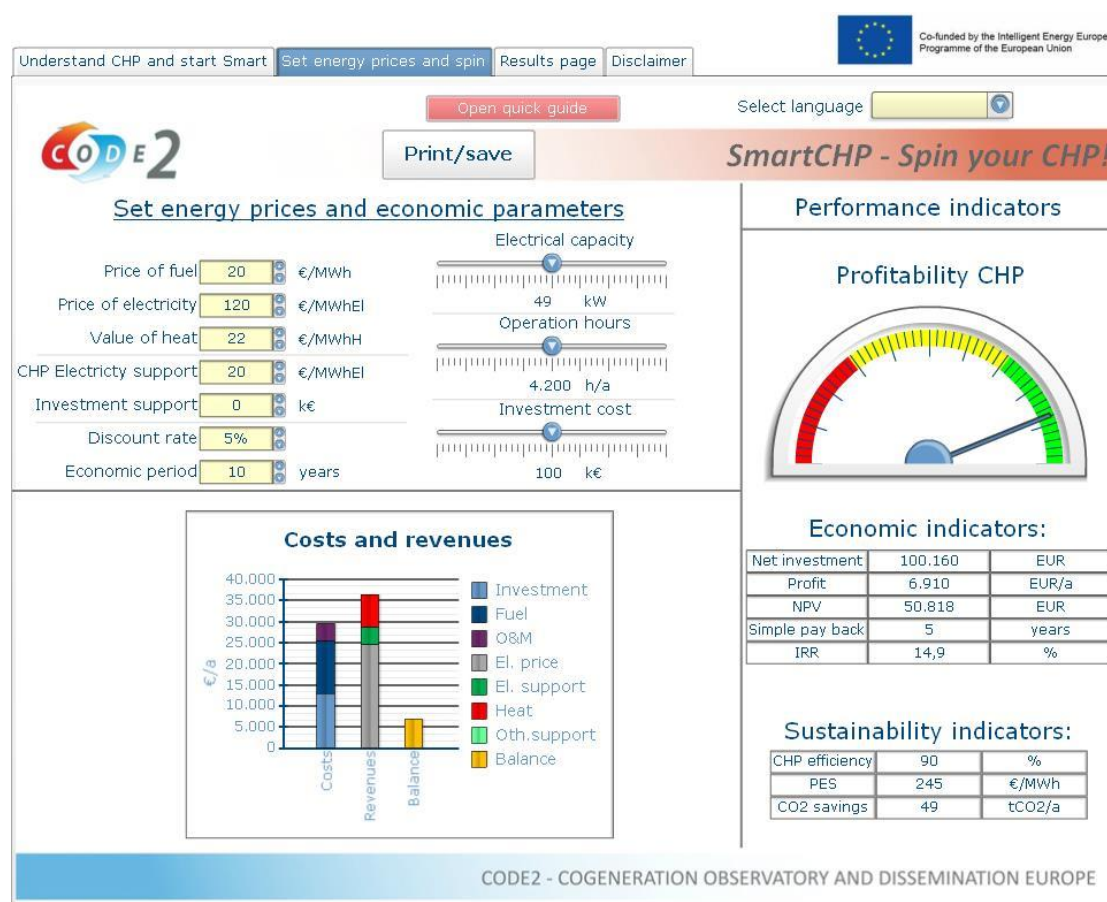 Co-funded by the Intelligent Energy Europe
Programme of the European Union
Understand CHP and start Smart
Set energy prices and spin
Results page
Disclaimer
Open quick guide
Select language
CODE2
Print/save
SmartCHP - Spin your CHP!
Set energy prices and economic parameters
Price of fuel 20 €/MWh
Price of electricity 120 €/MWhEl
Value of heat 22 €/MWhH
CHP Electricty support 20 €/MWhEl
Investment support 0 k€
Discount rate 5%
Economic period 10 years
Electrical capacity
49 kW
Operation hours
4.200 h/a
Investment cost
100 k€
Performance indicators
Profitability CHP
Costs and revenues
40.000
35.000
30.000
25.000
20.000
15.000
10.000
5.000
0
€/a
Costs
Revenues
Balance
Investment
Fuel
O&M
El. price
El. support
Heat
Oth.support
Balance
Economic indicators:
Net investment 100.160 EUR
Profit 6.910 EUR/a
NPV 50.818 EUR
Simple pay back 5 years
IRR 14,9 %
Sustainability indicators:
CHP efficiency 90 %
PES 245 €/MWh
CO2 savings 49 tCO2/a
CODE2 - COGENERATION OBSERVATORY AND DISSEMINATION EUROPE